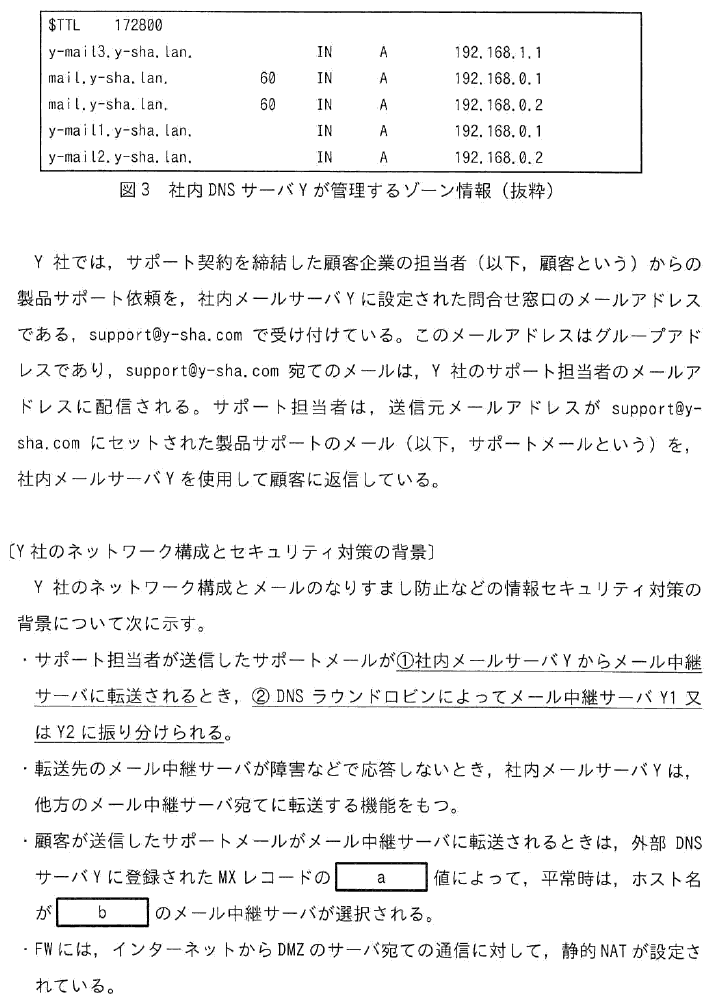 $TTL 172800
y-mail3.y-sha.lan. IN A 192.168.1.1
mail.y-sha.lan. 60 IN A 192.168.0.1
mail.y-sha.lan. 60 IN A 192.168.0.2
y-mail1.y-sha.lan. IN A 192.168.0.1
y-mail2.y-sha.lan. IN A 192.168.0.2
図3 社内DNSサーバYが管理するゾーン情報（抜粋）
Y社では，サポート契約を締結した顧客企業の担当者（以下，顧客という）からの
製品サポート依頼を，社内メールサーバYに設定された問合せ窓口のメールアドレス
である，support@y-sha.comで受け付けている。このメールアドレスはグループアド
レスであり，support@y-sha.com宛てのメールは，Y社のサポート担当者のメールア
ドレスに配信される。サポート担当者は，送信元メールアドレスがsupport@y-
sha.comにセットされた製品サポートのメール（以下，サポートメールという）を，
社内メールサーバYを使用して顧客に返信している。
〔Y社のネットワーク構成とセキュリティ対策の背景〕
Y社のネットワーク構成とメールのなりすまし防止などの情報セキュリティ対策の
背景について次に示す。
・サポート担当者が送信したサポートメールが①社内メールサーバYからメール中継
サーバに転送されるとき，②DNSラウンドロビンによってメール中継サーバY1又
はY2に振り分けられる。
・転送先のメール中継サーバが障害などで応答しないとき，社内メールサーバYは，
他方のメール中継サーバ宛てに転送する機能をもつ。
・顧客が送信したサポートメールがメール中継サーバに転送されるときは，外部DNS
サーバYに登録されたMXレコードの a 値によって，平常時は，ホスト名
が b のメール中継サーバが選択される。
・FWには，インターネットからDMZのサーバ宛ての通信に対して，静的NATが設定さ
れている。